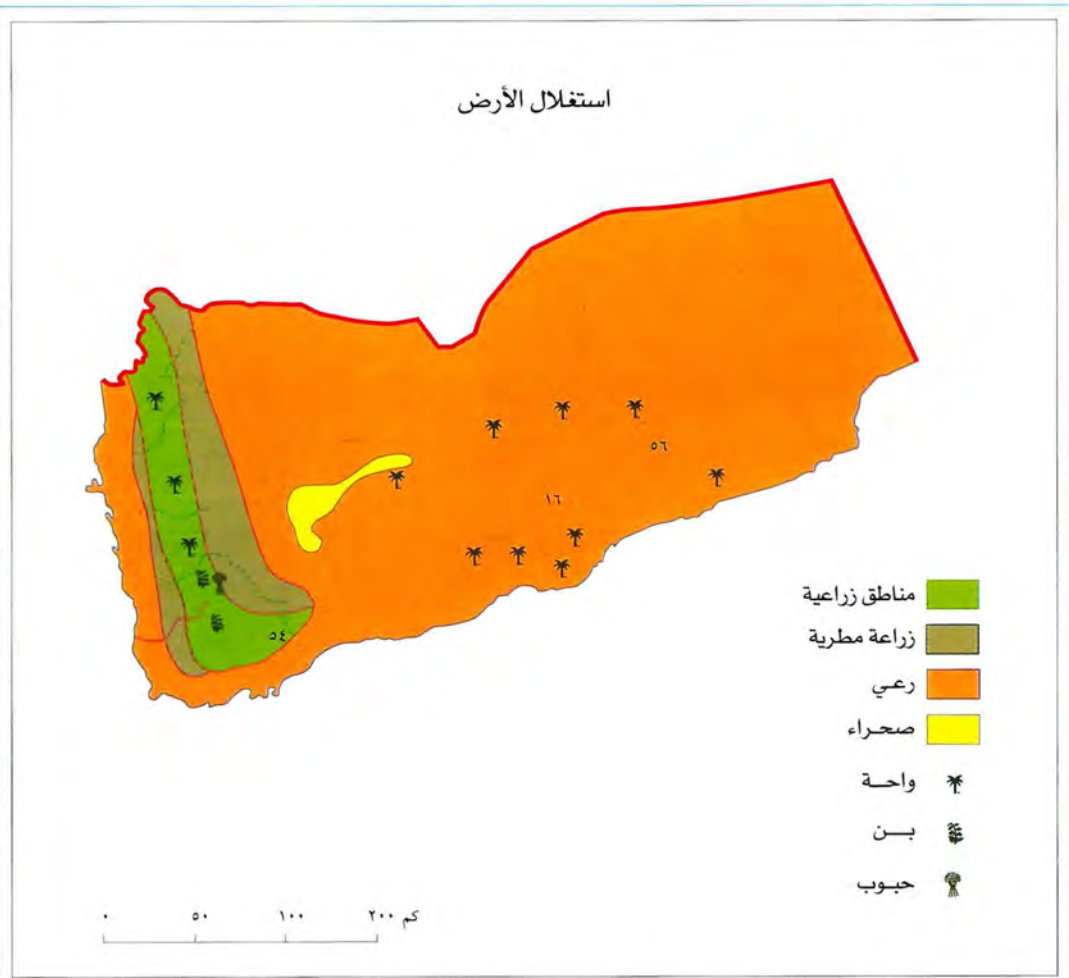 استغلال الأرض
٥٦
١٦
٥٤
مناطق زراعية
زراعة مطرية
رعي
صحراء
واحة
بن
حبوب
٠ ٥٠ ١٠٠ ٢٠٠ كم